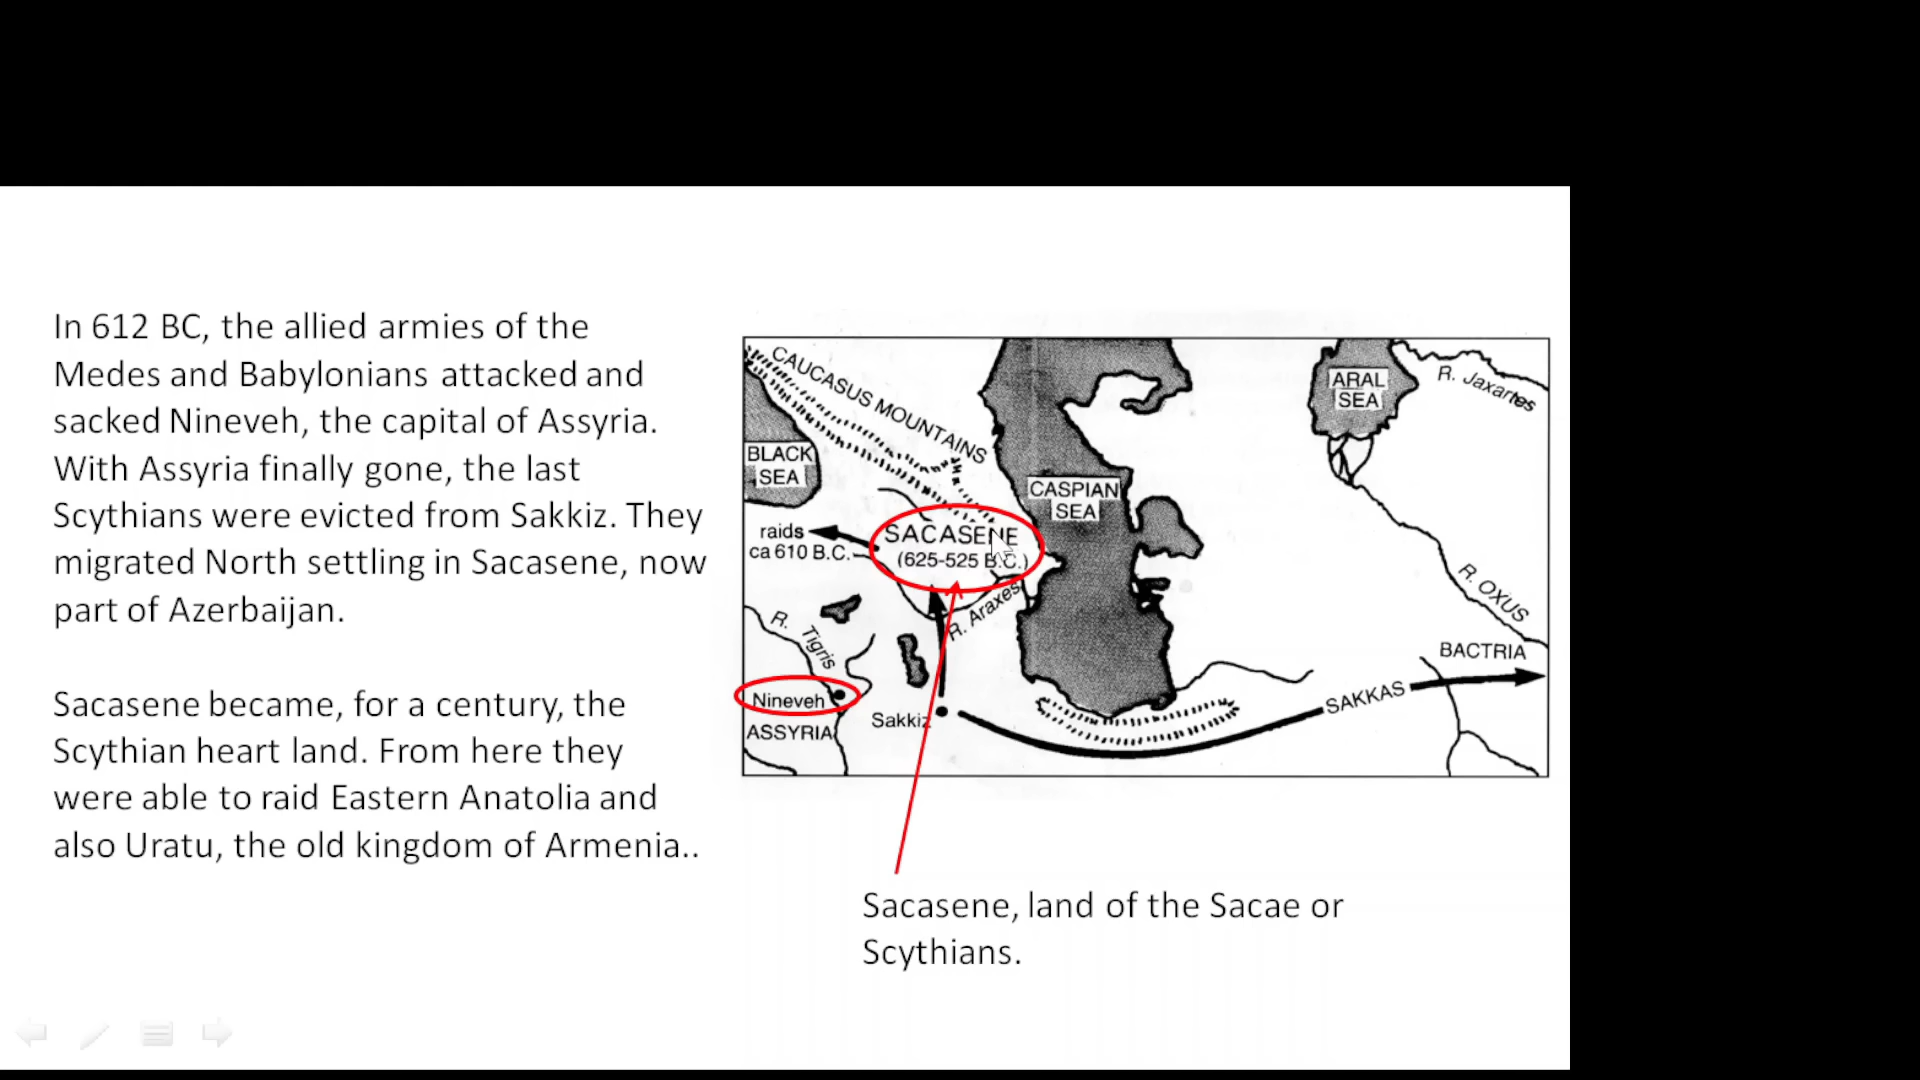 In 612 BC, the allied armies of the
Medes and Babylonians attacked and
sacked Nineveh, the capital of Assyria.
With Assyria finally gone, the last
Scythians were evicted from Sakkiz. They
migrated North settling in Sacasene, now
part of Azerbaijan.
Sacasene became, for a century, the
Scythian heart land. From here they
were able to raid Eastern Anatolia and
also Uratu, the old kingdom of Armenia..
CAUCASUS MOUNTAINS
BLACK
SEA
CASPIAN
SEA
ARAL
SEA
R. Jaxartes
raids
ca 610 B.C.
SACASENE
(625-525 B.C.)
R. Araxes
R. Tigris
R. OXUS
BACTRIA
SAKKAS
Nineveh
ASSYRIA
Sakkiz
Sacasene, land of the Sacae or
Scythians.